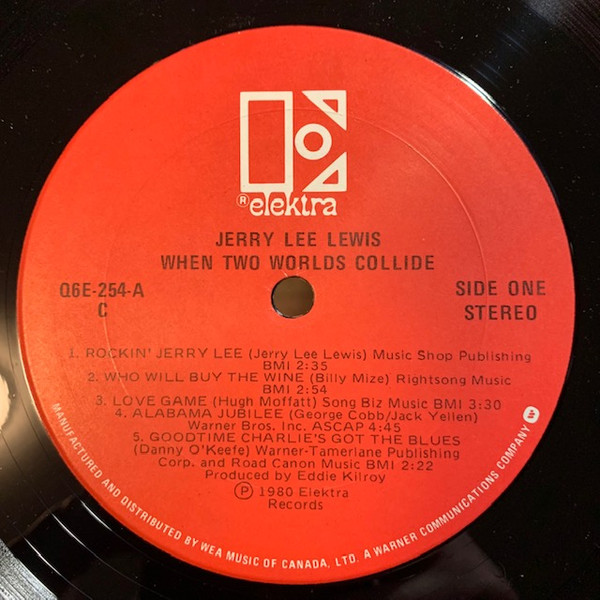 ® elektra
JERRY LEE LEWIS
WHEN TWO WORLDS COLLIDE
Q6E-254-A
C
SIDE ONE
STEREO
1. ROCKIN' JERRY LEE (Jerry Lee Lewis) Music Shop Publishing
BMI 2:35
2. WHO WILL BUY THE WINE (Billy Mize) Rightsong Music
BMI 2:54
3. LOVE GAME (Hugh Moffatt) Song Biz Music BMI 3:30
4. ALABAMA JUBILEE (George Cobb/Jack Yellen)
Warner Bros. Inc. ASCAP 4:45
5. GOODTIME CHARLIE'S GOT THE BLUES
(Danny O'Keefe) Warner-Tamerlane Publishing
Corp. and Road Canon Music BMI 2:22
Produced by Eddie Kilroy
Ⓟ 1980 Elektra
Records
MANUFACTURED AND DISTRIBUTED BY WEA MUSIC OF CANADA, LTD. A WARNER COMMUNICATIONS COMPANY